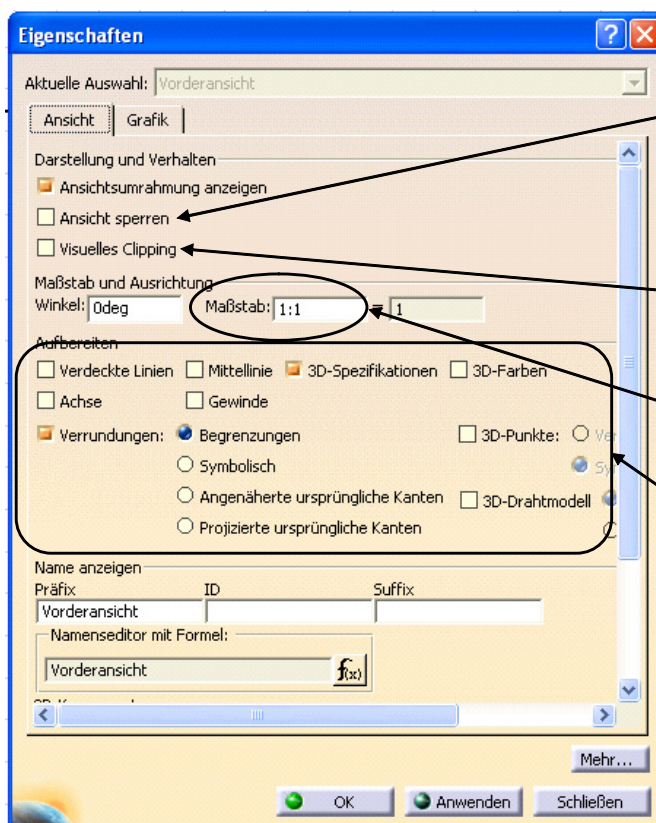 Eigenschaften
Aktuelle Auswahl: Vorderansicht
Ansicht Grafik
Darstellung und Verhalten
Ansichtsumrahmung anzeigen
Ansicht sperren
Visuelles Clipping
Maßstab und Ausrichtung
Winkel: 0deg Maßstab: 1:1 = 1
Aufbereiten
Verdeckte Linien Mittellinie 3D-Spezifikationen 3D-Farben
Achse Gewinde
Verrundungen: Begrenzungen 3D-Punkte:
Symbolisch
Angenäherte ursprüngliche Kanten 3D-Drahtmodell
Projizierte ursprüngliche Kanten
Name anzeigen
Präfix ID Suffix
Vorderansicht
Namenseditor mit Formel:
Vorderansicht f(x)
Mehr...
OK Anwenden Schließen